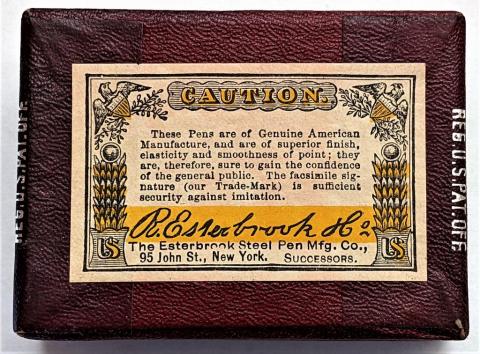 CAUTION.
These Pens are of Genuine American
Manufacture, and are of superior finish,
elasticity and smoothness of point; they
are, therefore, sure to gain the confidence
of the general public. The facsimile sig-
nature (our Trade-Mark) is sufficient
security against imitation.
R. Esterbrook & Co
The Esterbrook Steel Pen Mfg. Co.,
95 John St., New York. SUCCESSORS.
US
US
REG.U.S.PAT.OFF.
REG.U.S.PAT.OFF